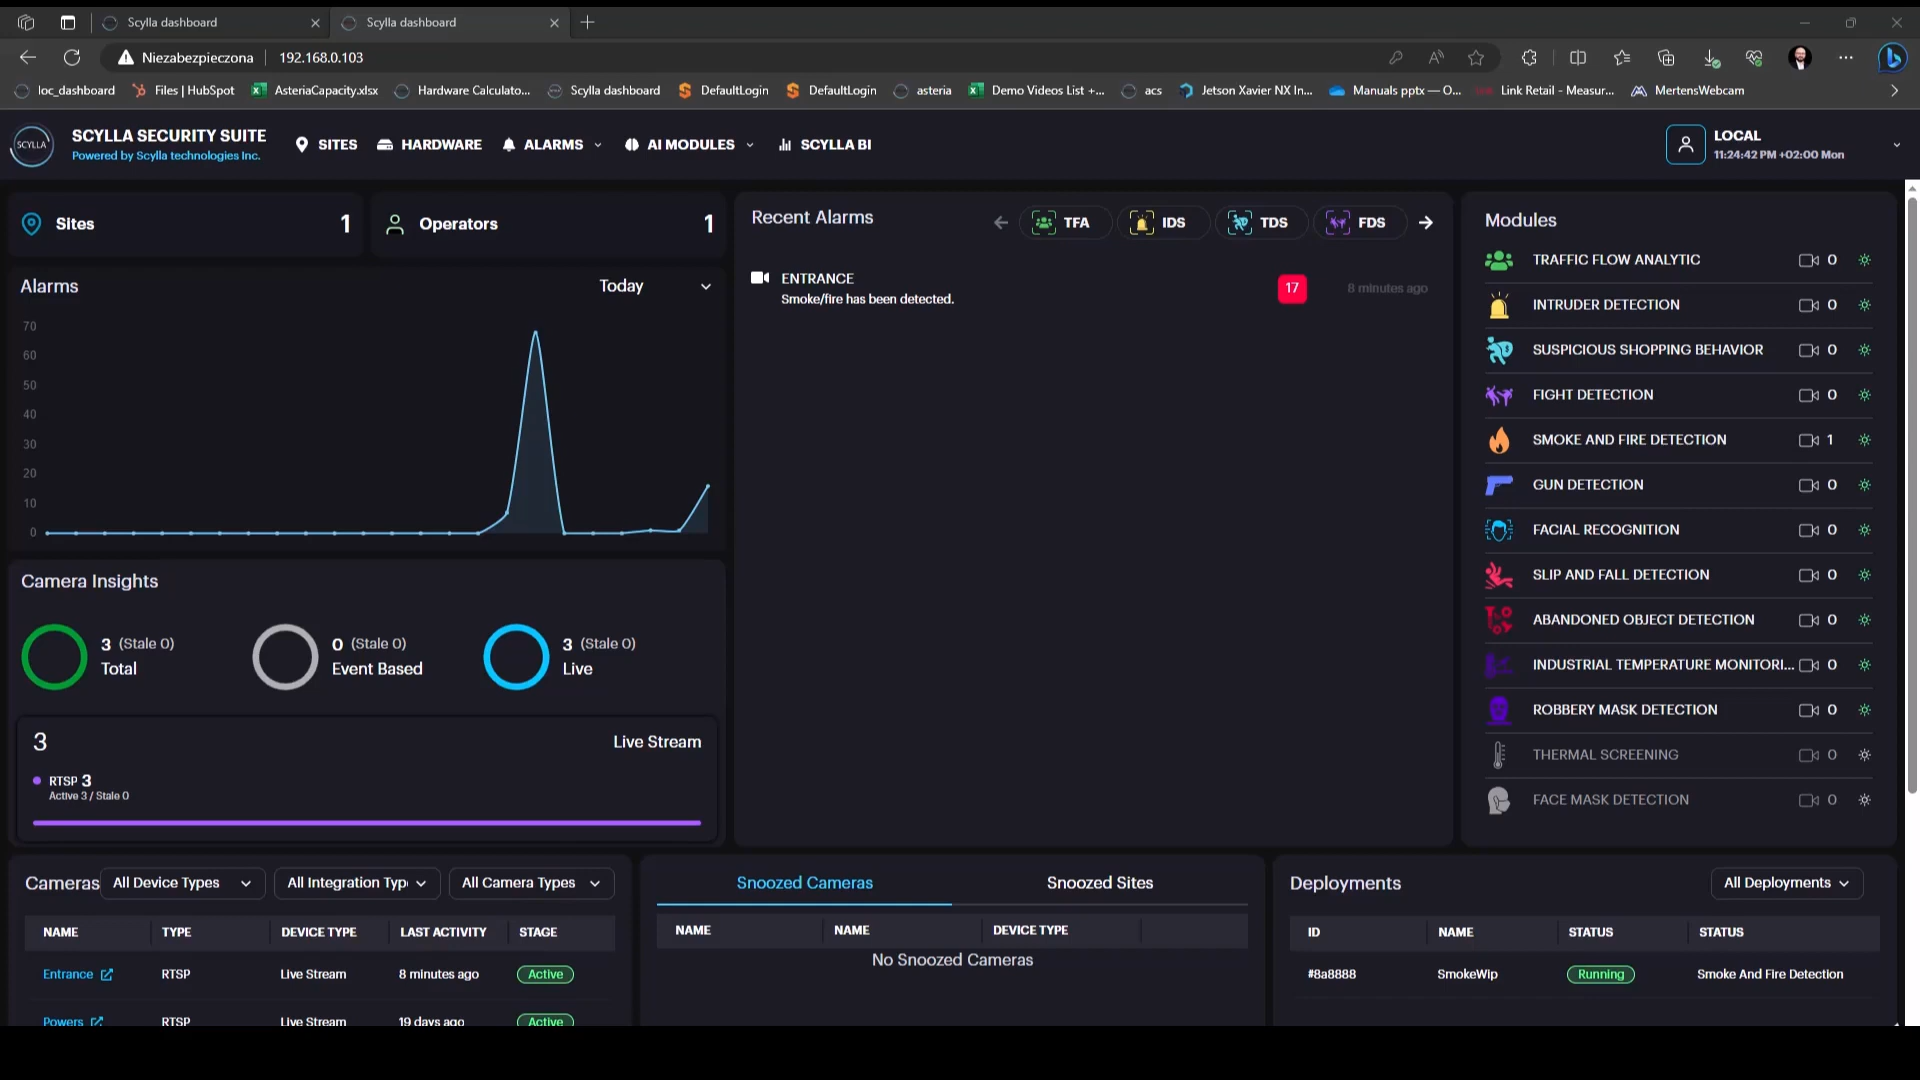 Scylla dashboard
Scylla dashboard
Niezabezpieczona
192.168.0.103
loc_dashboard
Files | HubSpot
AsteriaCapacity.xlsx
Hardware Calculato...
Scylla dashboard
DefaultLogin
DefaultLogin
asteria
Demo Videos List +...
acs
Jetson Xavier NX In...
Manuals pptx — O...
Link Retail - Measur...
MertensWebcam
SCYLLA
SCYLLA SECURITY SUITE
Powered by Scylla technologies Inc.
SITES
HARDWARE
ALARMS
AI MODULES
SCYLLA BI
LOCAL
11:24:42 PM +02:00 Mon
Sites
1
Operators
1
Alarms
Today
70
60
50
40
30
20
10
0
Camera Insights
3 (Stale 0)
Total
0 (Stale 0)
Event Based
3 (Stale 0)
Live
3
Live Stream
RTSP 3
Active 3 / Stale 0
Recent Alarms
TFA
IDS
TDS
FDS
ENTRANCE
Smoke/fire has been detected.
17
8 minutes ago
Modules
TRAFFIC FLOW ANALYTIC 0
INTRUDER DETECTION 0
SUSPICIOUS SHOPPING BEHAVIOR 0
FIGHT DETECTION 0
SMOKE AND FIRE DETECTION 1
GUN DETECTION 0
FACIAL RECOGNITION 0
SLIP AND FALL DETECTION 0
ABANDONED OBJECT DETECTION 0
INDUSTRIAL TEMPERATURE MONITORI... 0
ROBBERY MASK DETECTION 0
THERMAL SCREENING 0
FACE MASK DETECTION 0
Cameras
All Device Types
All Integration Typ
All Camera Types
NAME TYPE DEVICE TYPE LAST ACTIVITY STAGE
Entrance RTSP Live Stream 8 minutes ago Active
Powers RTSP Live Stream 19 days ago Active
Snoozed Cameras
Snoozed Sites
NAME NAME DEVICE TYPE
No Snoozed Cameras
Deployments
All Deployments
ID NAME STATUS STATUS
#8a8888 SmokeWip Running Smoke And Fire Detection